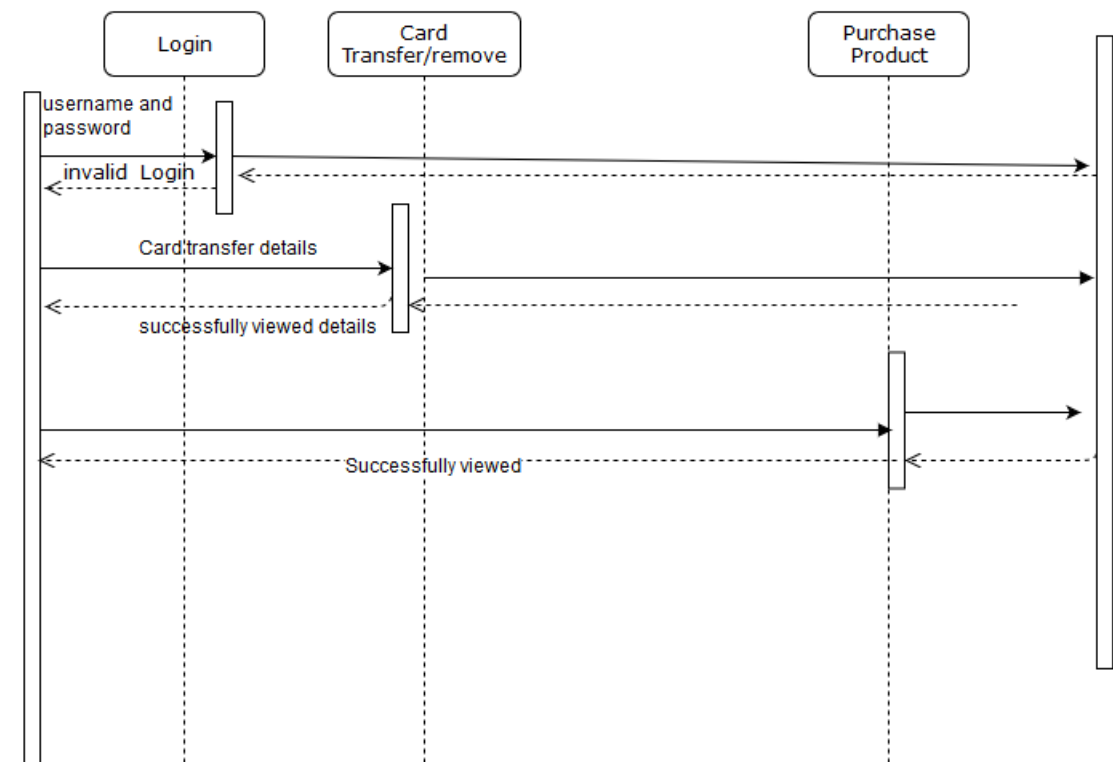 Login
Card
Transfer/remove
Purchase
Product
username and
password
invalid Login
Card transfer details
successfully viewed details
Successfully viewed